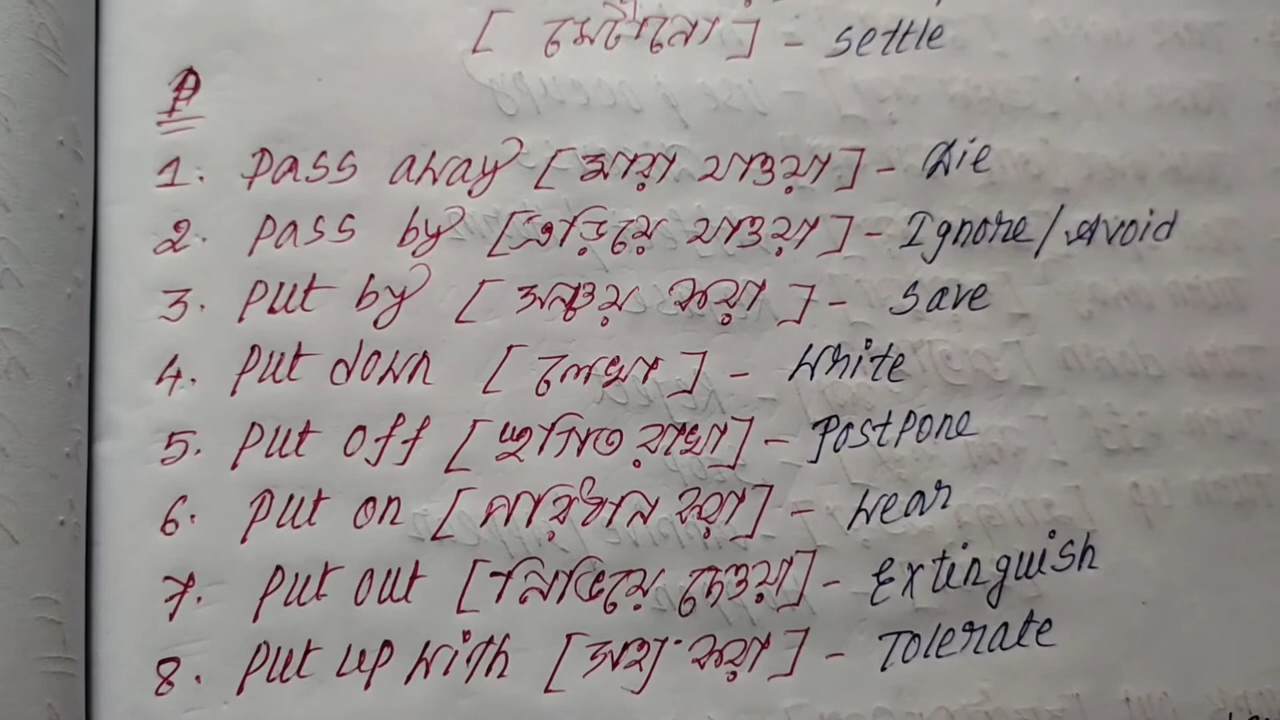 [ মেটানো ] - settle
P
1. Pass away [মারা যাওয়া] - Die
2. Pass by [এড়িয়ে যাওয়া] - Ignore/Avoid
3. Put by [সঞ্চয় করা] - Save
4. Put down [লেখা] - Write
5. Put off [স্থগিত রাখা] - Postpone
6. Put on [পরিধান করা] - Wear
7. Put out [নিভিয়ে দেওয়া] - Extinguish
8. Put up with [সহ্য করা] - Tolerate